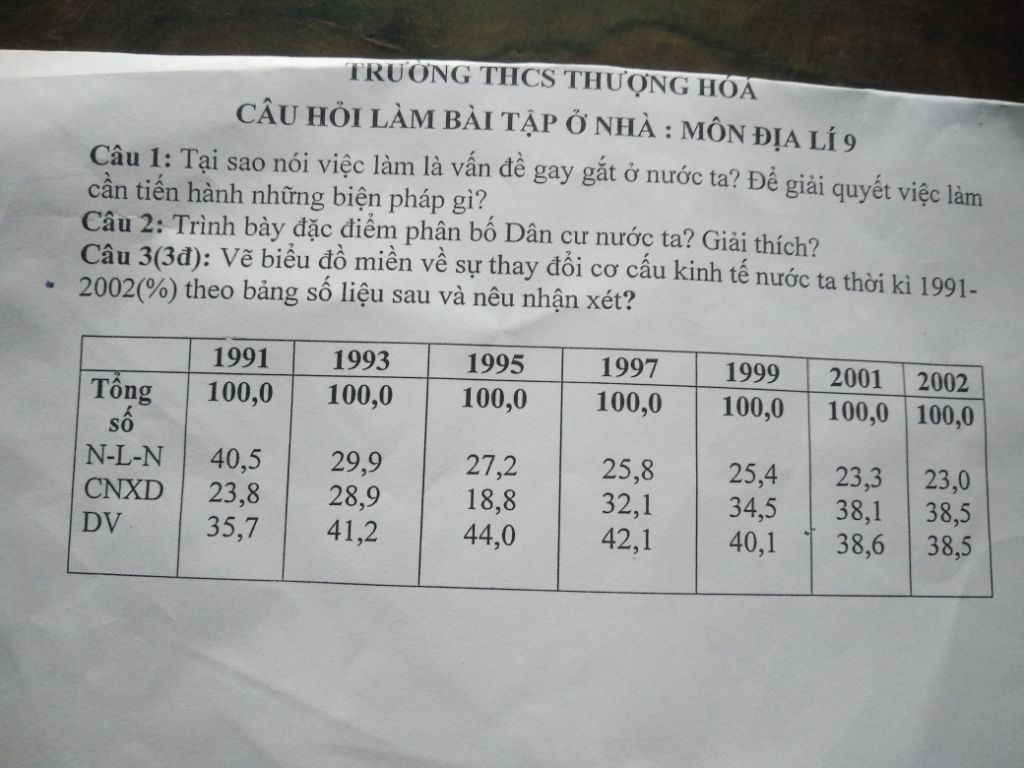 TRƯỜNG THCS THƯỢNG HÓA
CÂU HỎI LÀM BÀI TẬP Ở NHÀ : MÔN ĐỊA LÍ 9
Câu 1: Tại sao nói việc làm là vấn đề gay gắt ở nước ta? Để giải quyết việc làm
cần tiến hành những biện pháp gì?
Câu 2: Trình bày đặc điểm phân bố Dân cư nước ta? Giải thích?
Câu 3(3đ): Vẽ biểu đồ miền về sự thay đổi cơ cấu kinh tế nước ta thời kì 1991-
2002(%) theo bảng số liệu sau và nêu nhận xét?
1991 1993 1995 1997 1999 2001 2002
Tổng 100,0 100,0 100,0 100,0 100,0 100,0 100,0
số
N-L-N 40,5 29,9 27,2 25,8 25,4 23,3 23,0
CNXD 23,8 28,9 18,8 32,1 34,5 38,1 38,5
DV 35,7 41,2 44,0 42,1 40,1 38,6 38,5